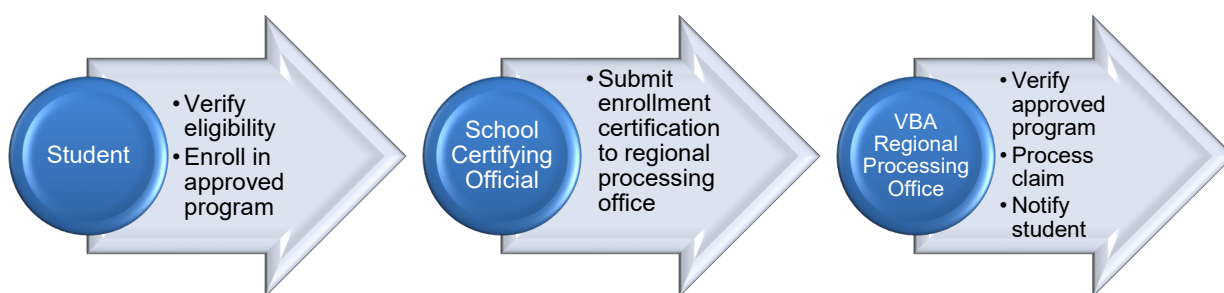 Student
• Verify
eligibility
• Enroll in
approved
program
School
Certifying
Official
• Submit
enrollment
certification
to regional
processing
office
VBA
Regional
Processing
Office
• Verify
approved
program
• Process
claim
• Notify
student